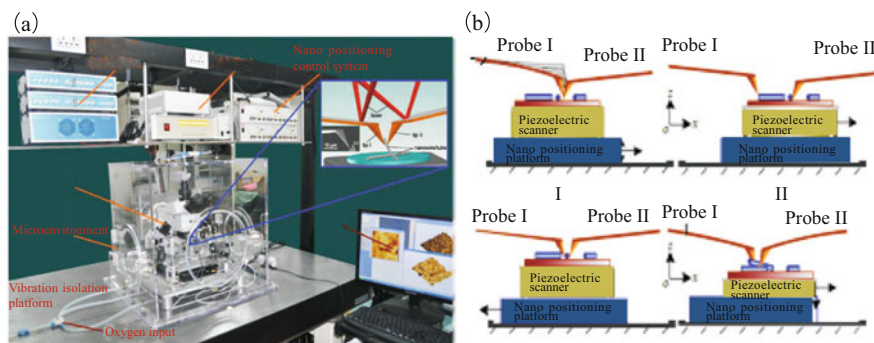 (a)
Nano positioning
control system
Microenvironment
Vibration isolation
platform
Oxygen input
(b)
Probe I
Probe II
Piezoelectric
scanner
Nano positioning
platform
z
o
x
Probe I
Probe II
Piezoelectric
scanner
Nano positioning
platform
I
II
Probe I
Probe II
Piezoelectric
scanner
Nano positioning
platform
z
o
x
Probe I
Probe II
Piezoelectric
scanner
Nano positioning
platform